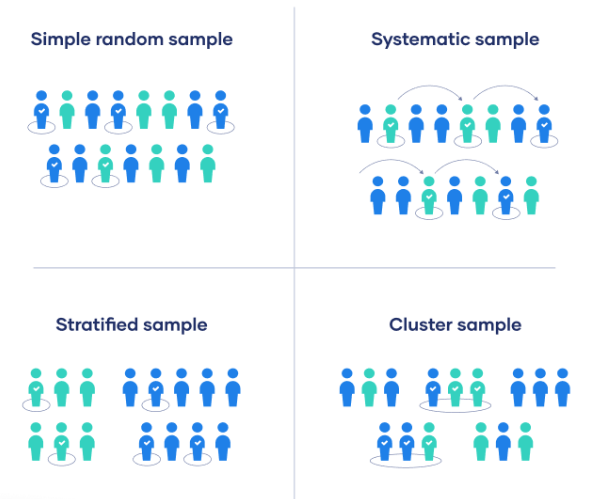 Simple random sample
Systematic sample
Stratified sample
Cluster sample